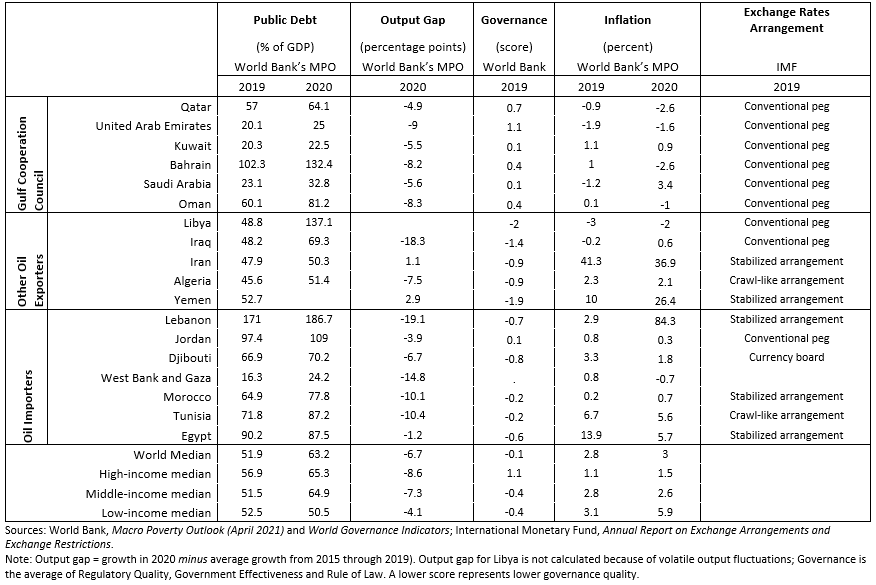 Public Debt Output Gap Governance Inflation Exchange Rates Arrangement
(% of GDP) (percentage points) (score) (percent)
World Bank's MPO World Bank's MPO World Bank World Bank's MPO IMF
2019 2020 2020 2019 2019 2020 2019
Gulf Cooperation Council
Qatar 57 64.1 -4.9 0.7 -0.9 -2.6 Conventional peg
United Arab Emirates 20.1 25 -9 1.1 -1.9 -1.6 Conventional peg
Kuwait 20.3 22.5 -5.5 0.1 1.1 0.9 Conventional peg
Bahrain 102.3 132.4 -8.2 0.4 1 -2.6 Conventional peg
Saudi Arabia 23.1 32.8 -5.6 0.1 -1.2 3.4 Conventional peg
Oman 60.1 81.2 -8.3 0.4 0.1 -1 Conventional peg
Other Oil Exporters
Libya 48.8 137.1 -2 -3 -2 Conventional peg
Iraq 48.2 69.3 -18.3 -1.4 -0.2 0.6 Conventional peg
Iran 47.9 50.3 1.1 -0.9 41.3 36.9 Stabilized arrangement
Algeria 45.6 51.4 -7.5 -0.9 2.3 2.1 Crawl-like arrangement
Yemen 52.7 2.9 -1.9 10 26.4 Stabilized arrangement
Oil Importers
Lebanon 171 186.7 -19.1 -0.7 2.9 84.3 Stabilized arrangement
Jordan 97.4 109 -3.9 0.1 0.8 0.3 Conventional peg
Djibouti 66.9 70.2 -6.7 -0.8 3.3 1.8 Currency board
West Bank and Gaza 16.3 24.2 -14.8 . 0.8 -0.7
Morocco 64.9 77.8 -10.1 -0.2 0.2 0.7 Stabilized arrangement
Tunisia 71.8 87.2 -10.4 -0.2 6.7 5.6 Crawl-like arrangement
Egypt 90.2 87.5 -1.2 -0.6 13.9 5.7 Stabilized arrangement
World Median 51.9 63.2 -6.7 -0.1 2.8 3
High-income median 56.9 65.3 -8.6 1.1 1.1 1.5
Middle-income median 51.5 64.9 -7.3 -0.4 2.8 2.6
Low-income median 52.5 50.5 -4.1 -0.4 3.1 5.9
Sources: World Bank, Macro Poverty Outlook (April 2021) and World Governance Indicators; International Monetary Fund, Annual Report on Exchange Arrangements and
Exchange Restrictions.
Note: Output gap = growth in 2020 minus average growth from 2015 through 2019). Output gap for Libya is not calculated because of volatile output fluctuations; Governance is
the average of Regulatory Quality, Government Effectiveness and Rule of Law. A lower score represents lower governance quality.